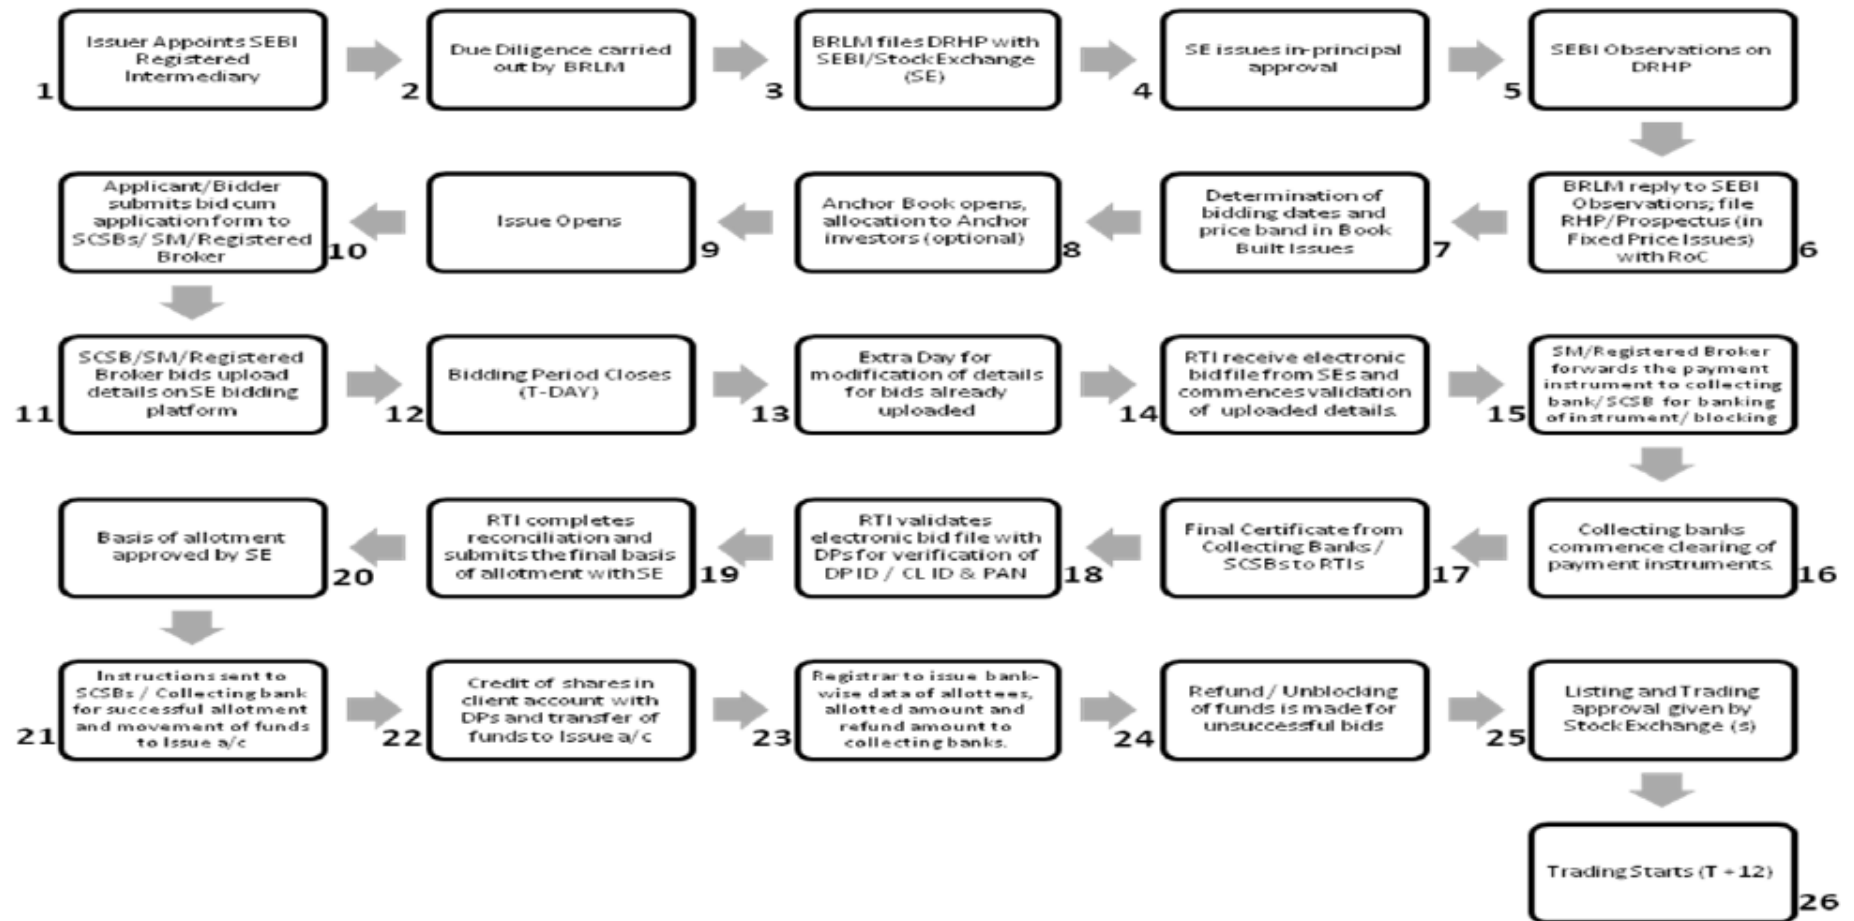 Issuer Appoints SEBI
Registered
Intermediary
1
Due Diligence carried
out by BRLM
2
BRLM files DRHP with
SEBI/Stock Exchange
(SE)
3
SE issues in-principal
approval
4
SEBI Observations on
DRHP
5
BRLM reply to SEBI
Observations; file
RHP/Prospectus (in
Fixed Price Issues)
with RoC
6
Determination of
bidding dates and
price band in Book
Built Issues
7
Anchor Book opens,
allocation to Anchor
investors (optional)
8
Issue Opens
9
Applicant/Bidder
submits bid cum
application form to
SCSBs/ SM/Registered
Broker
10
SCSB/SM/Registered
Broker bids upload
details on SE bidding
platform
11
Bidding Period Closes
(T-DAY)
12
Extra Day for
modification of details
for bids already
uploaded
13
RTI receive electronic
bid file from SEs and
commences validation
of uploaded details.
14
SM/Registered Broker
forwards the payment
instrument to collecting
bank/SCSB for banking
of instrument/ blocking
15
Collecting banks
commence clearing of
payment instruments.
16
Final Certificate from
Collecting Banks /
SCSBs to RTIs
17
RTI validates
electronic bid file with
DPs for verification of
DP ID / CL ID & PAN
18
RTI completes
reconciliation and
submits the final basis
of allotment with SE
19
Basis of allotment
approved by SE
20
Instructions sent to
SCSBs / Collecting bank
for successful allotment
and movement of funds
to Issue a/c
21
Credit of shares in
client account with
DPs and transfer of
funds to Issue a/c
22
Registrar to issue bank-
wise data of allottees,
allotted amount and
refund amount to
collecting banks.
23
Refund / Unblocking
of funds is made for
unsuccessful bids
24
Listing and Trading
approval given by
Stock Exchange (s)
25
Trading Starts (T + 12)
26